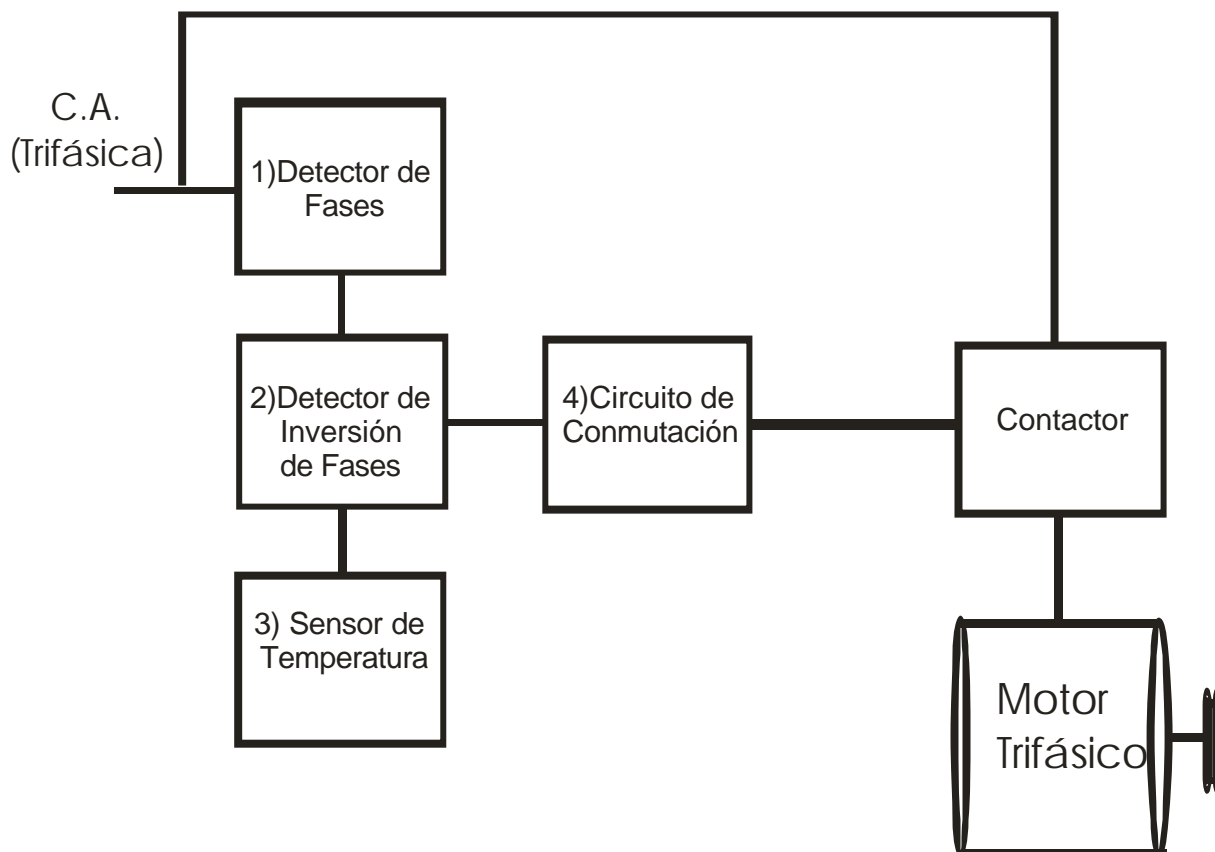 C.A.
(Trifásica)
1)Detector de
Fases
2)Detector de
Inversión
de Fases
4)Circuito de
Conmutación
Contactor
3) Sensor de
Temperatura
Motor
Trifásico